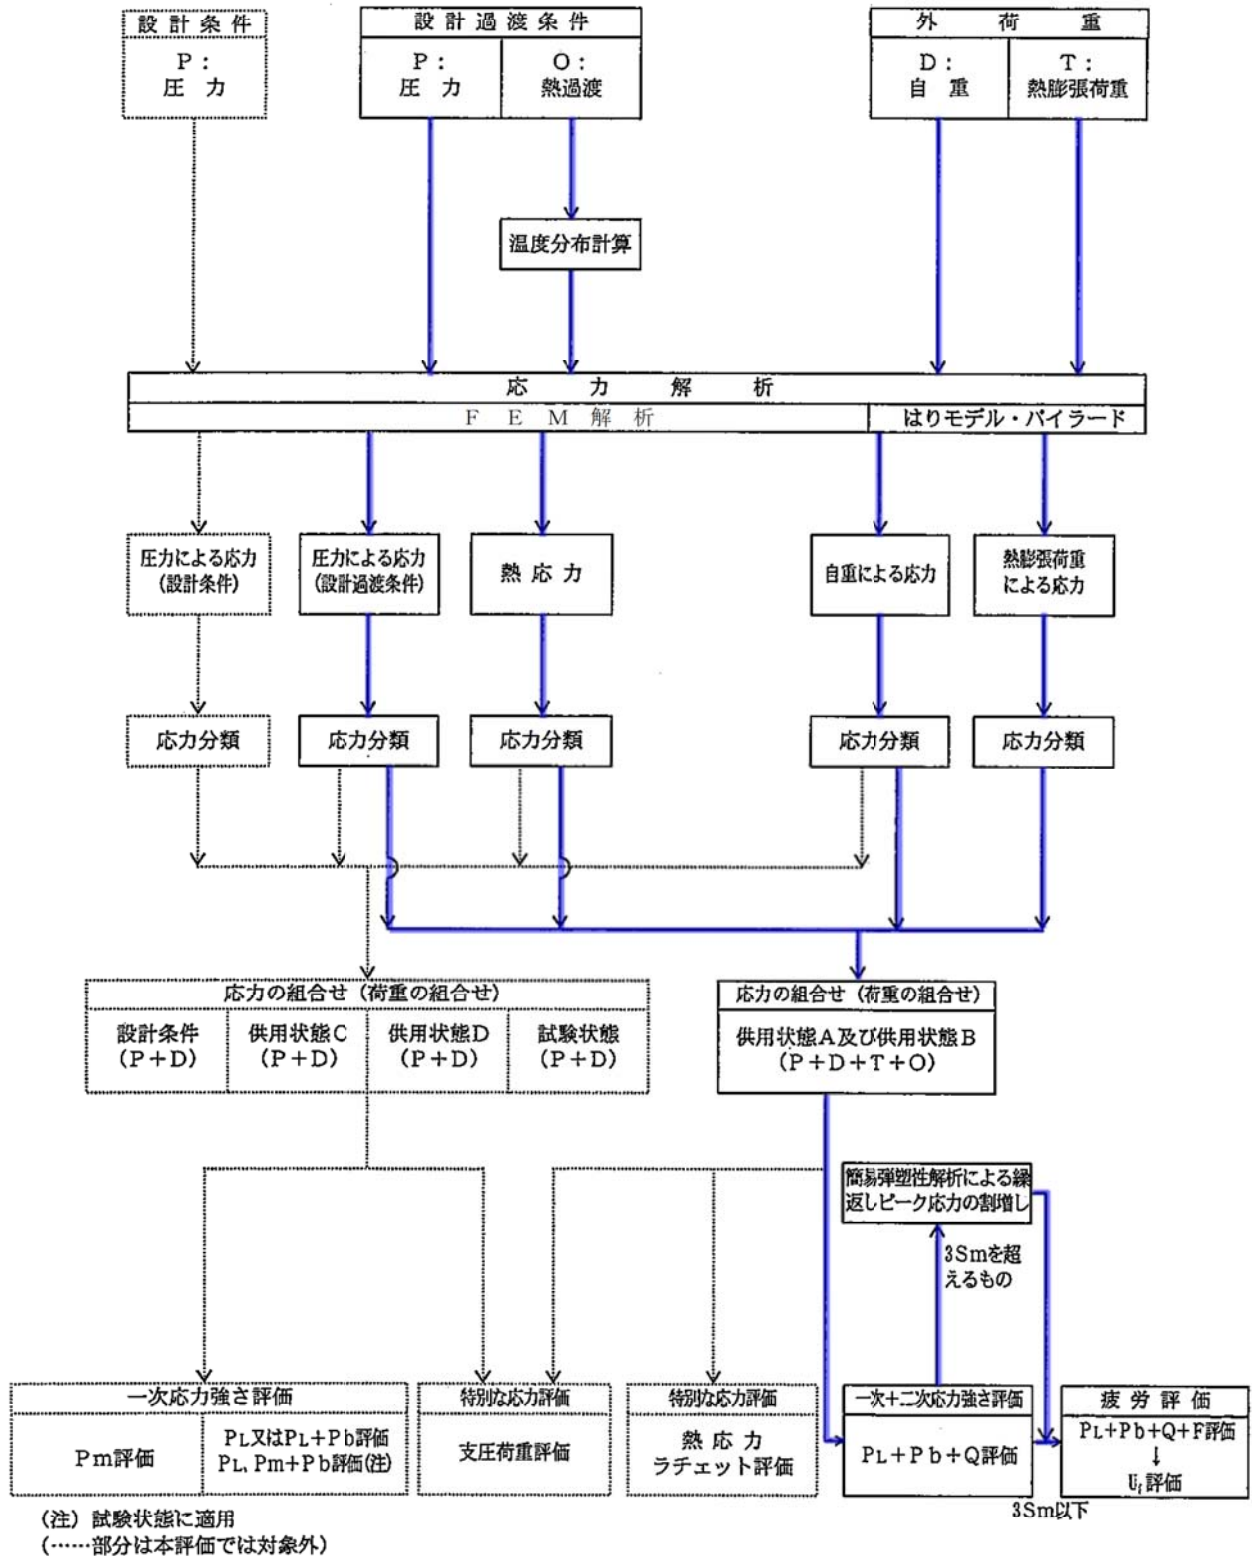 設計条件
P：
圧力
設計過渡条件
P：
圧力
O：
熱過渡
外荷重
D：
自重
T：
熱膨張荷重
温度分布計算
応力解析
FEM解析
はりモデル・バイラード
圧力による応力
(設計条件)
圧力による応力
(設計過渡条件)
熱応力
自重による応力
熱膨張荷重
による応力
応力分類
応力分類
応力分類
応力分類
応力分類
応力の組合せ（荷重の組合せ）
設計条件
(P+D)
供用状態C
(P+D)
供用状態D
(P+D)
試験状態
(P+D)
応力の組合せ（荷重の組合せ）
供用状態A及び供用状態B
(P+D+T+O)
簡易弾塑性解析による繰
返しピーク応力の割増し
3Smを超
えるもの
一次応力強さ評価
Pm評価
PL又はPL+Pb評価
PL、Pm+Pb評価(注)
特別な応力評価
支圧荷重評価
特別な応力評価
熱応力
ラチェット評価
一次+二次応力強さ評価
PL+Pb+Q評価
疲労評価
PL+Pb+Q+F評価
↓
Uf評価
3Sm以下
(注) 試験状態に適用
(……部分は本評価では対象外)